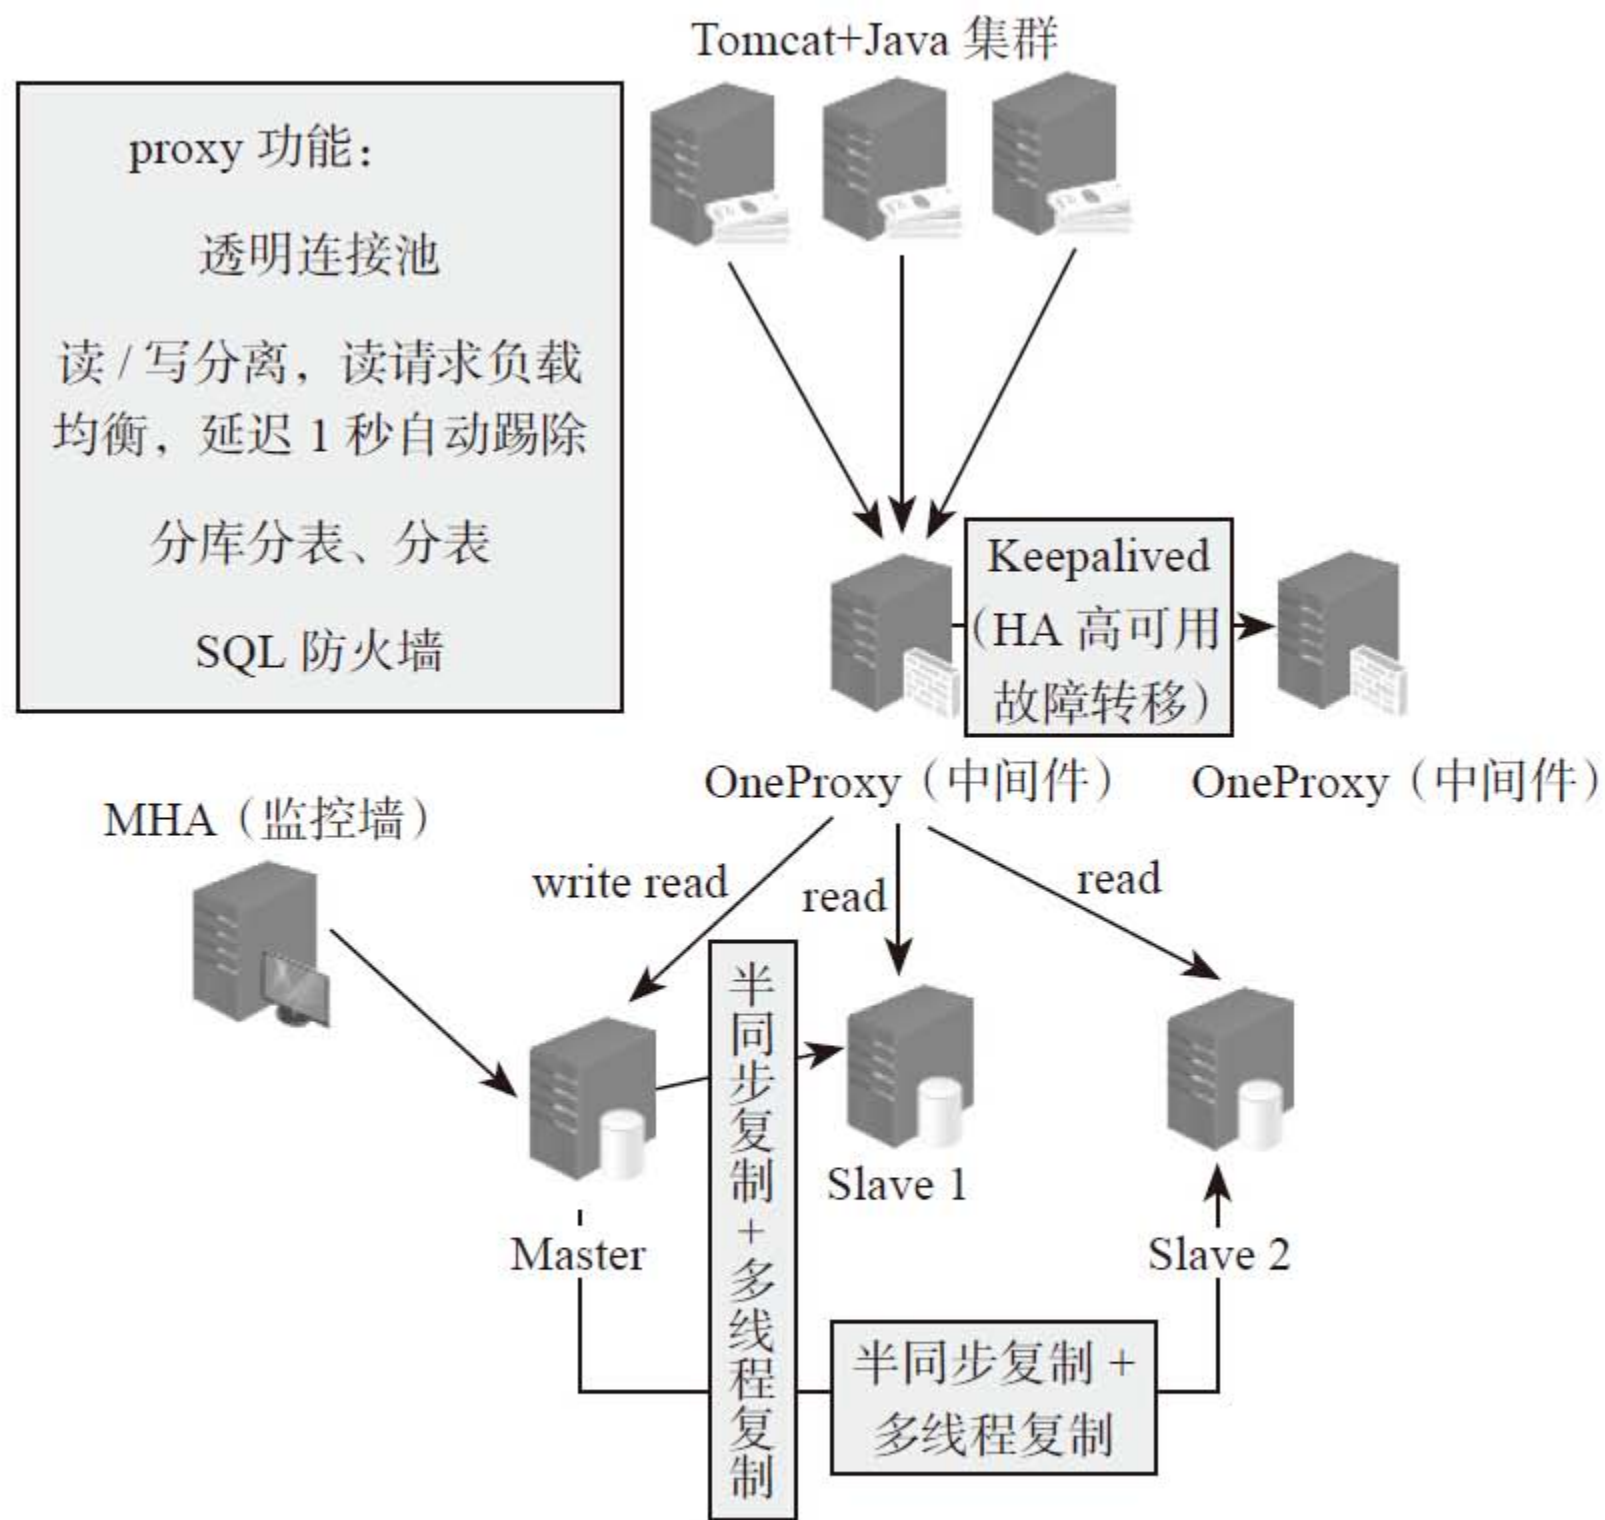 Tomcat+Java 集群
proxy 功能：
透明连接池
读 / 写分离，读请求负载
均衡，延迟 1 秒自动踢除
分库分表、分表
SQL 防火墙
Keepalived
（HA 高可用
故障转移）
OneProxy（中间件）
OneProxy（中间件）
MHA（监控墙）
write read
read
read
半同步复制+多线程复制
Slave 1
Master
Slave 2
半同步复制 +
多线程复制